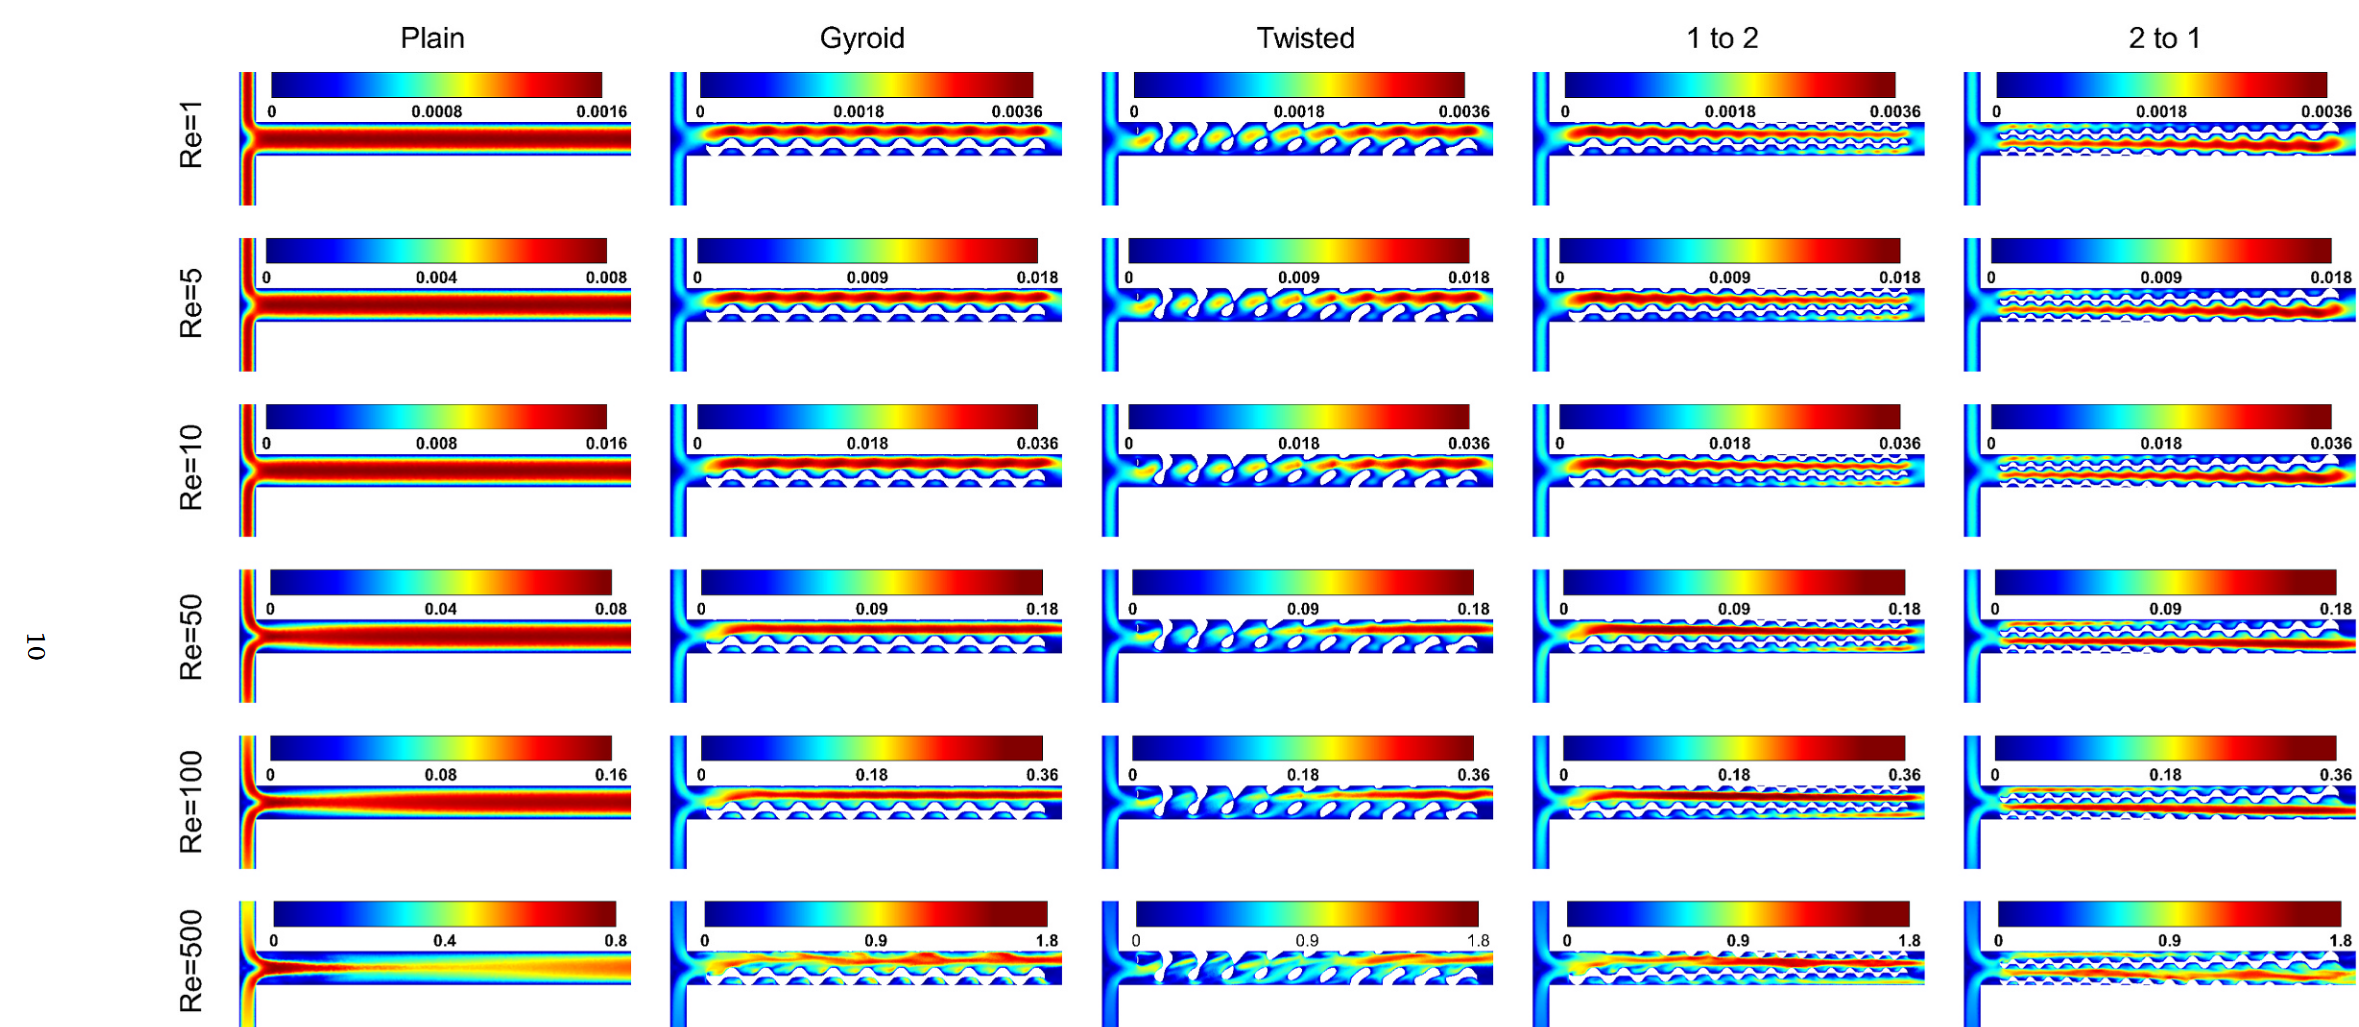 Plain Gyroid Twisted 1 to 2 2 to 1
Re=1
0 0.0008 0.0016 0 0.0018 0.0036 0 0.0018 0.0036 0 0.0018 0.0036 0 0.0018 0.0036
Re=5
0 0.004 0.008 0 0.009 0.018 0 0.009 0.018 0 0.009 0.018 0 0.009 0.018
Re=10
0 0.008 0.016 0 0.018 0.036 0 0.018 0.036 0 0.018 0.036 0 0.018 0.036
Re=50
0 0.04 0.08 0 0.09 0.18 0 0.09 0.18 0 0.09 0.18 0 0.09 0.18
10
Re=100
0 0.08 0.16 0 0.18 0.36 0 0.18 0.36 0 0.18 0.36 0 0.18 0.36
Re=500
0 0.4 0.8 0 0.9 1.8 0 0.9 1.8 0 0.9 1.8 0 0.9 1.8